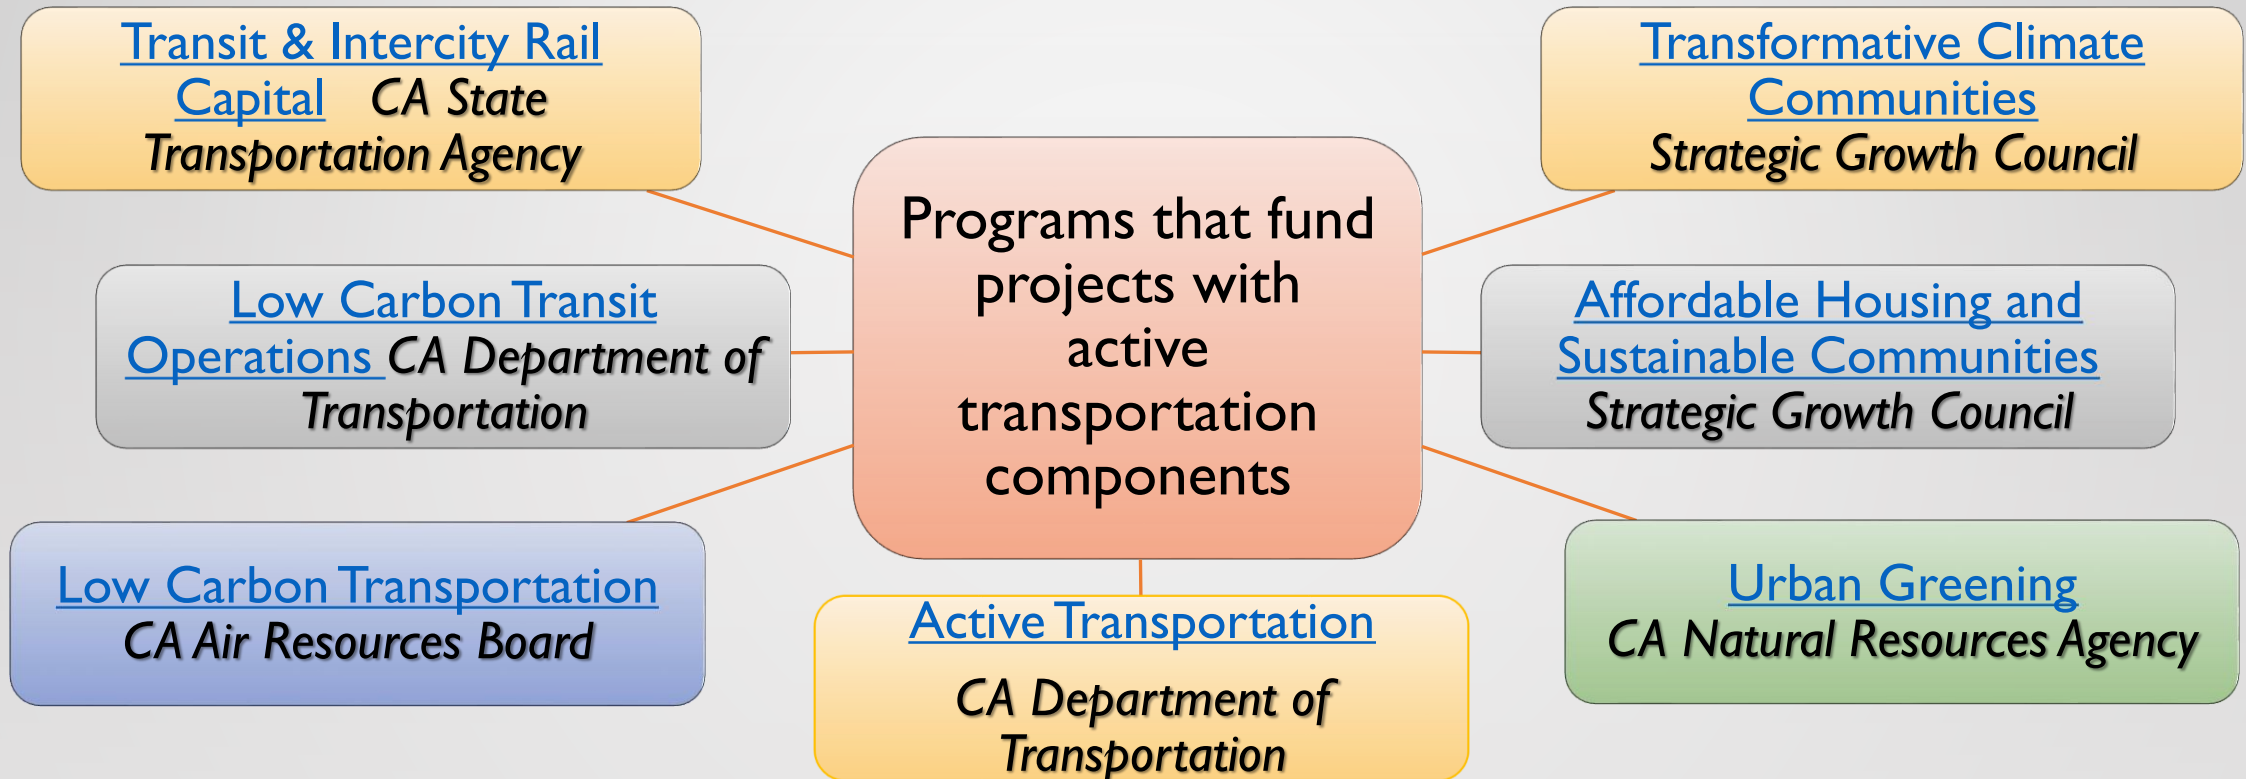 Transit & Intercity Rail
Capital CA State
Transportation Agency
Low Carbon Transit
Operations CA Department of
Transportation
Low Carbon Transportation
CA Air Resources Board
Programs that fund
projects with
active
transportation
components
Active Transportation
CA Department of
Transportation
Transformative Climate
Communities
Strategic Growth Council
Affordable Housing and
Sustainable Communities
Strategic Growth Council
Urban Greening
CA Natural Resources Agency